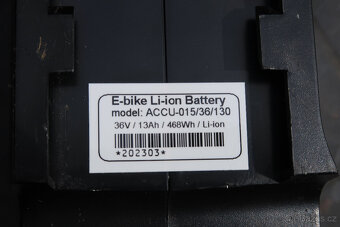 E-bike Li-ion Battery
model: ACCU-015/36/130
36V / 13Ah / 468Wh / Li-ion
*202303*